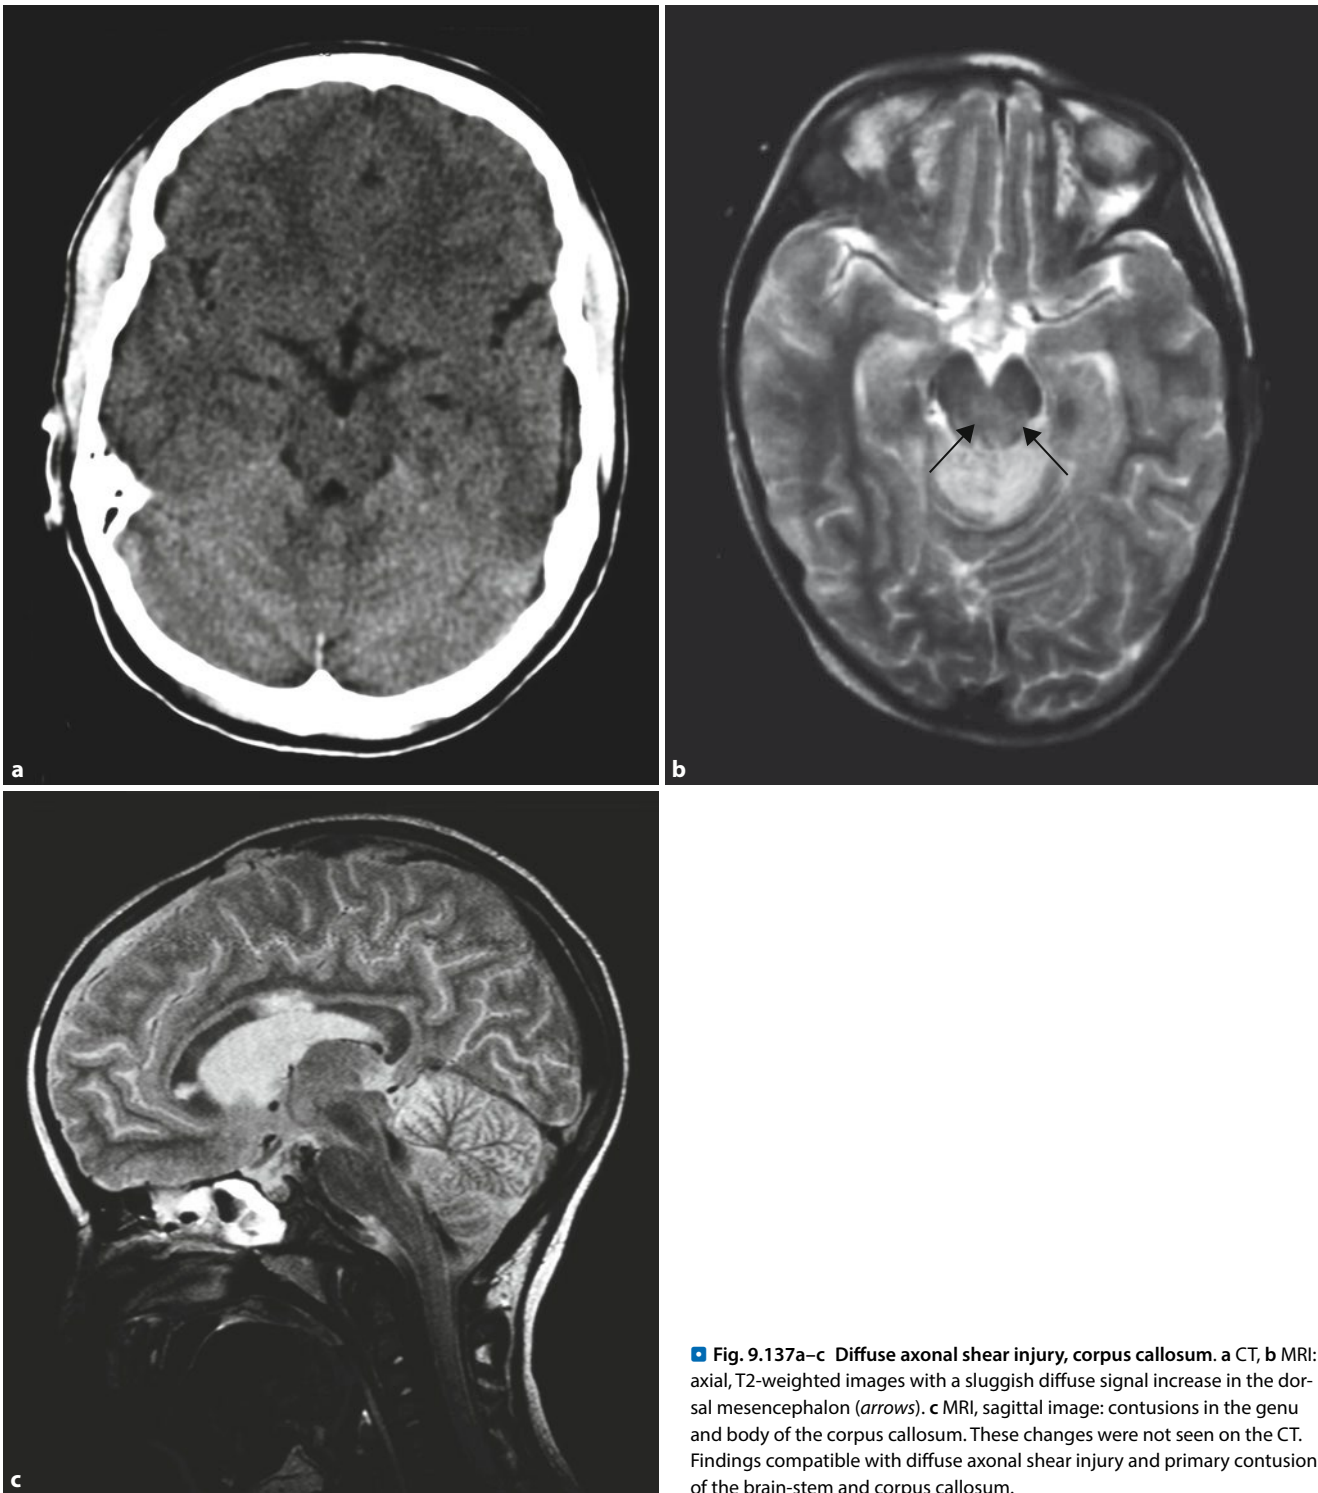 a
b
c
Fig. 9.137a–c Diffuse axonal shear injury, corpus callosum. a CT, b MRI:
axial, T2-weighted images with a sluggish diffuse signal increase in the dor-
sal mesencephalon (arrows). c MRI, sagittal image: contusions in the genu
and body of the corpus callosum. These changes were not seen on the CT.
Findings compatible with diffuse axonal shear injury and primary contusion
of the brain-stem and corpus callosum.